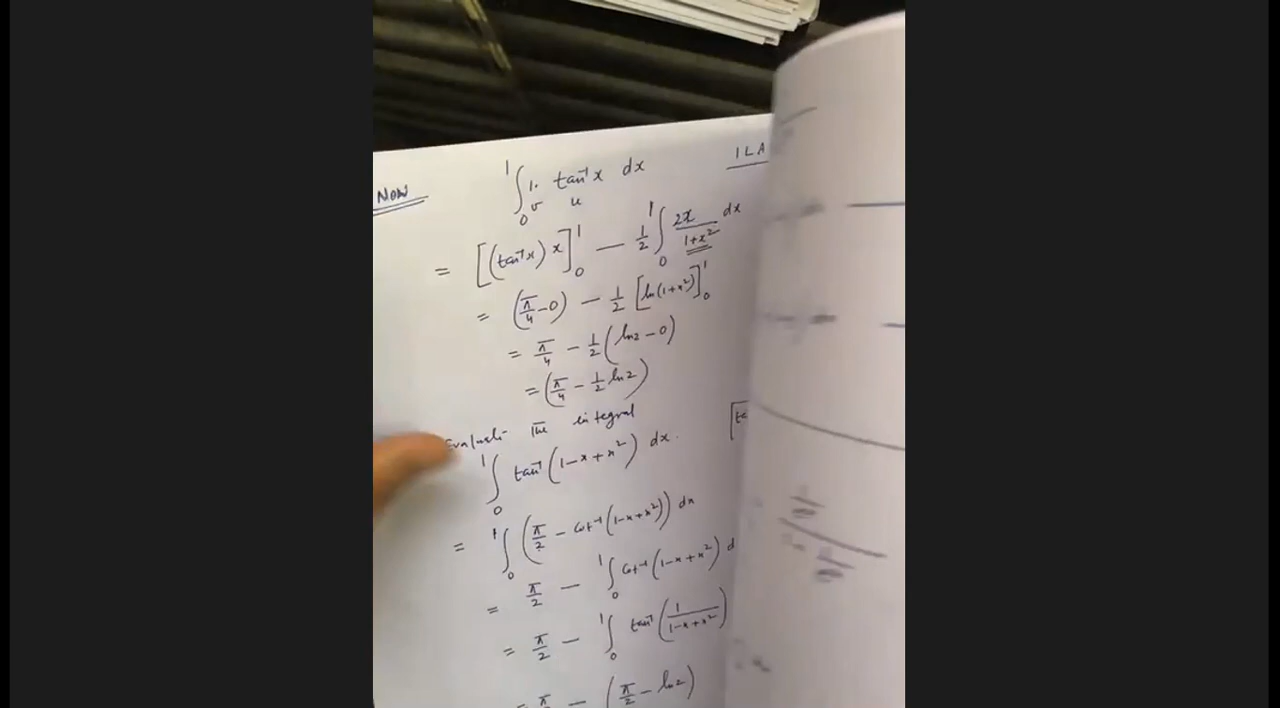 NOW
∫₀¹ 1. tan⁻¹x dx
v u
ILA
= [(tan⁻¹x) x]₀¹ — 1/2 ∫₀¹ 2x/(1+x²) dx
= (π/4 - 0) - 1/2 [ln(1+x²)]₀¹
= π/4 - 1/2 (ln2 - 0)
= (π/4 - 1/2 ln2)
Evaluate the integral
∫₀¹ tan⁻¹(1-x+x²) dx.
= ∫₀¹ (π/2 - Cot⁻¹(1-x+x²)) dx
= π/2 - ∫₀¹ Cot⁻¹(1-x+x²) d
= π/2 - ∫₀¹ tan⁻¹(1/(1-x+x²))
= π/2 - (π/2 - ln2)